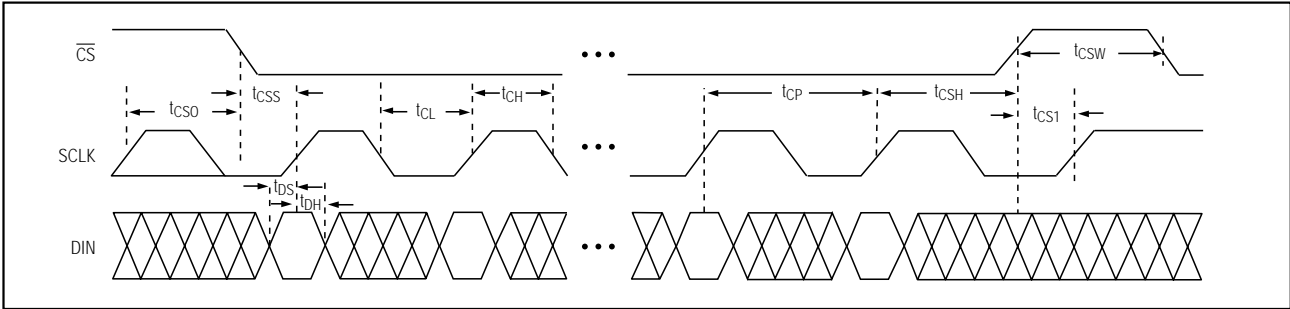 CS
tCSW
tCSS
tCH
tCP
tCSH
tCSO
tCL
tCS1
SCLK
tDS
tDH
DIN